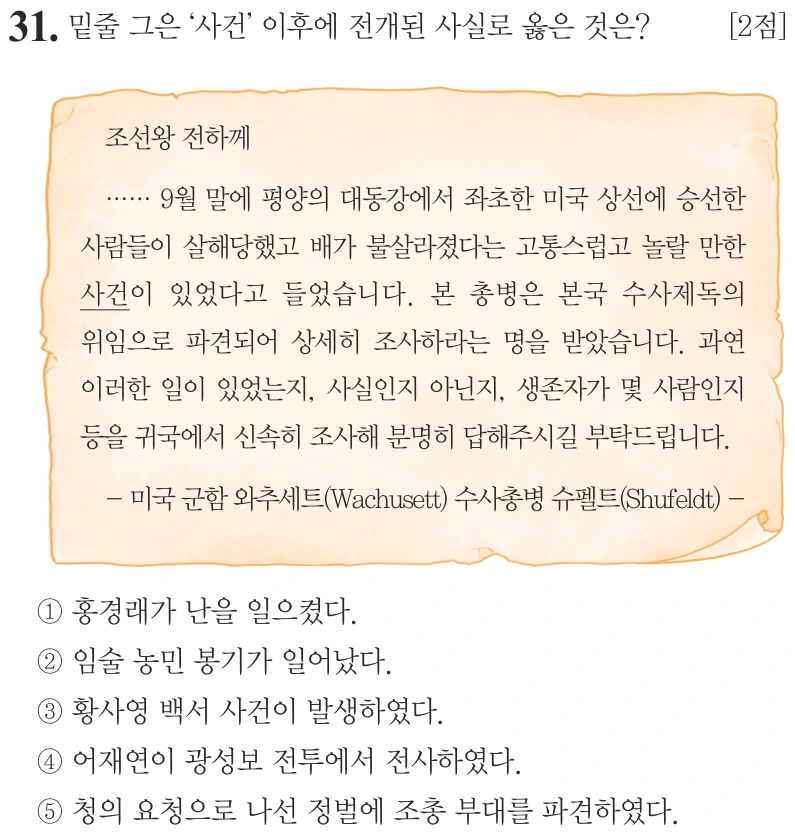 31. 밑줄 그은 ‘사건’ 이후에 전개된 사실로 옳은 것은? [2점]
조선왕 전하께
…… 9월 말에 평양의 대동강에서 좌초한 미국 상선에 승선한
사람들이 살해당했고 배가 불살라졌다는 고통스럽고 놀랄 만한
사건이 있었다고 들었습니다. 본 총병은 본국 수사제독의
위임으로 파견되어 상세히 조사하라는 명을 받았습니다. 과연
이러한 일이 있었는지, 사실인지 아닌지, 생존자가 몇 사람인지
등을 귀국에서 신속히 조사해 분명히 답해주시길 부탁드립니다.
– 미국 군함 와추세트(Wachusett) 수사총병 슈펠트(Shufeldt) –
① 홍경래가 난을 일으켰다.
② 임술 농민 봉기가 일어났다.
③ 황사영 백서 사건이 발생하였다.
④ 어재연이 광성보 전투에서 전사하였다.
⑤ 청의 요청으로 나선 정벌에 조총 부대를 파견하였다.